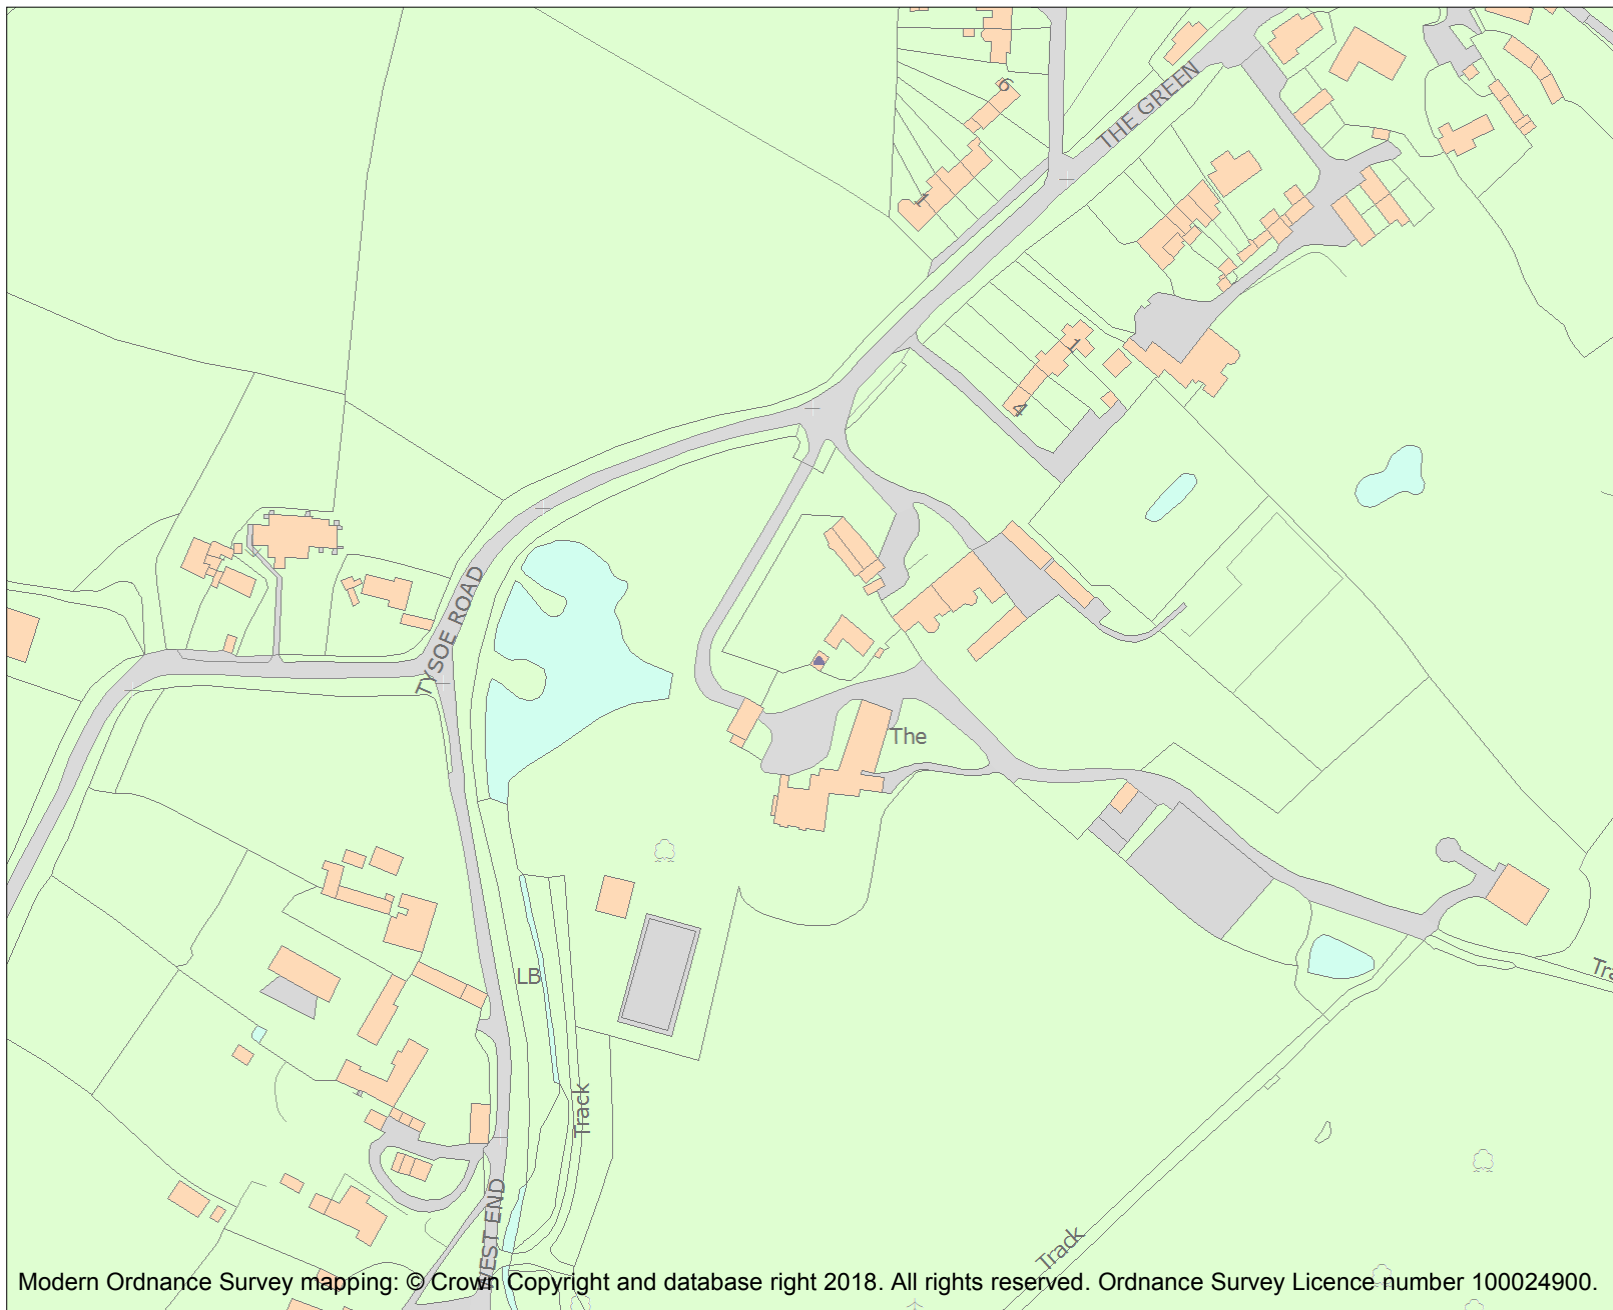 6
THE GREEN
1
1
4
TYSOE ROAD
The
LB
Track
Track
WEST END
Modern Ordnance Survey mapping: © Crown Copyright and database right 2018. All rights reserved. Ordnance Survey Licence number 100024900.